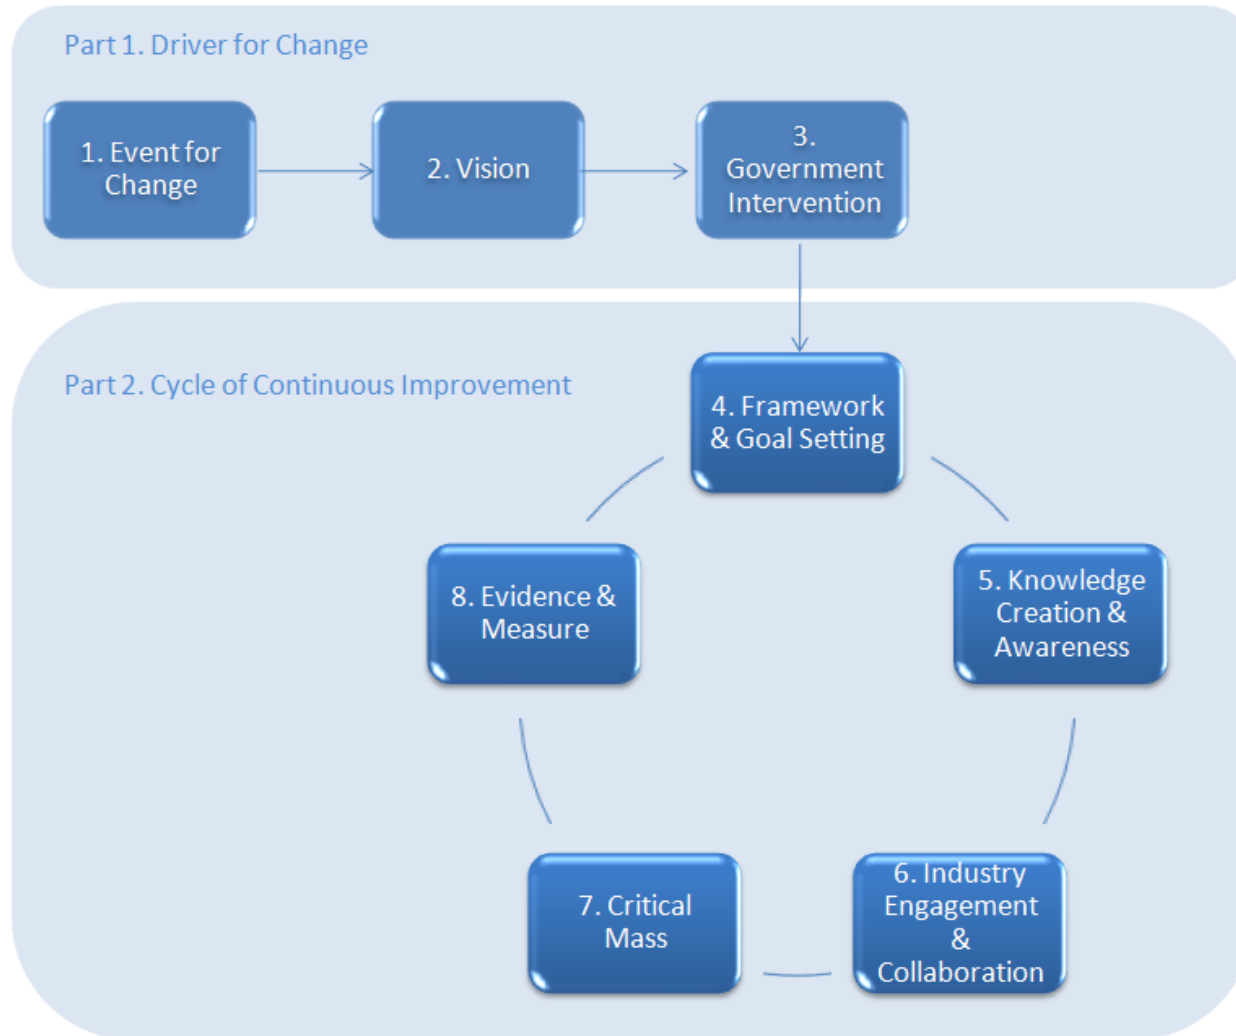 Part 1. Driver for Change
1. Event for
Change
2. Vision
3.
Government
Intervention
Part 2. Cycle of Continuous Improvement
4. Framework
& Goal Setting
5. Knowledge
Creation &
Awareness
6. Industry
Engagement
&
Collaboration
7. Critical
Mass
8. Evidence &
Measure